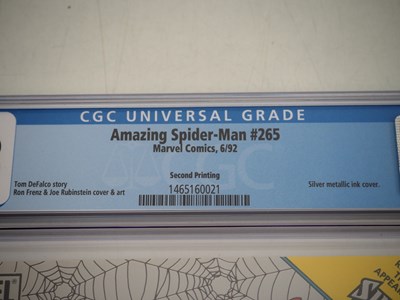 CGC UNIVERSAL GRADE
Amazing Spider-Man #265
Marvel Comics, 6/92
Second Printing
Tom DeFalco story
Ron Frenz & Joe Rubinstein cover & art
Silver metallic ink cover.
1465160021
CGC